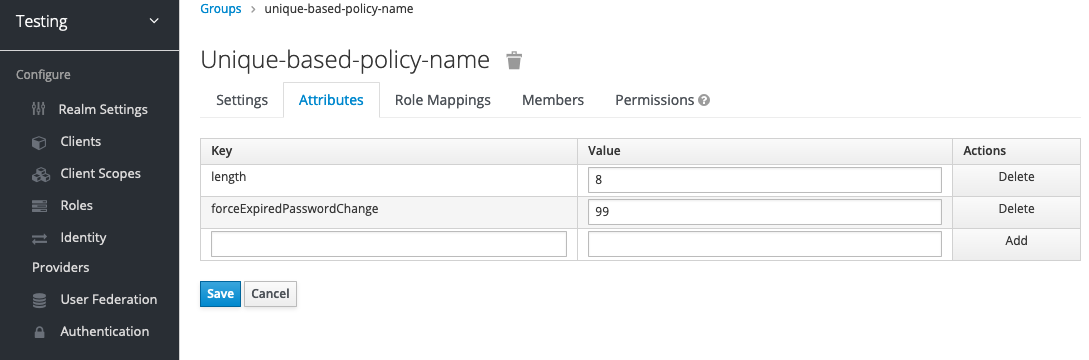 Testing
Configure
Realm Settings
Clients
Client Scopes
Roles
Identity
Providers
User Federation
Authentication
Groups > unique-based-policy-name
Unique-based-policy-name
Settings Attributes Role Mappings Members Permissions ?
Key Value Actions
length 8 Delete
forceExpiredPasswordChange 99 Delete
Add
Save Cancel